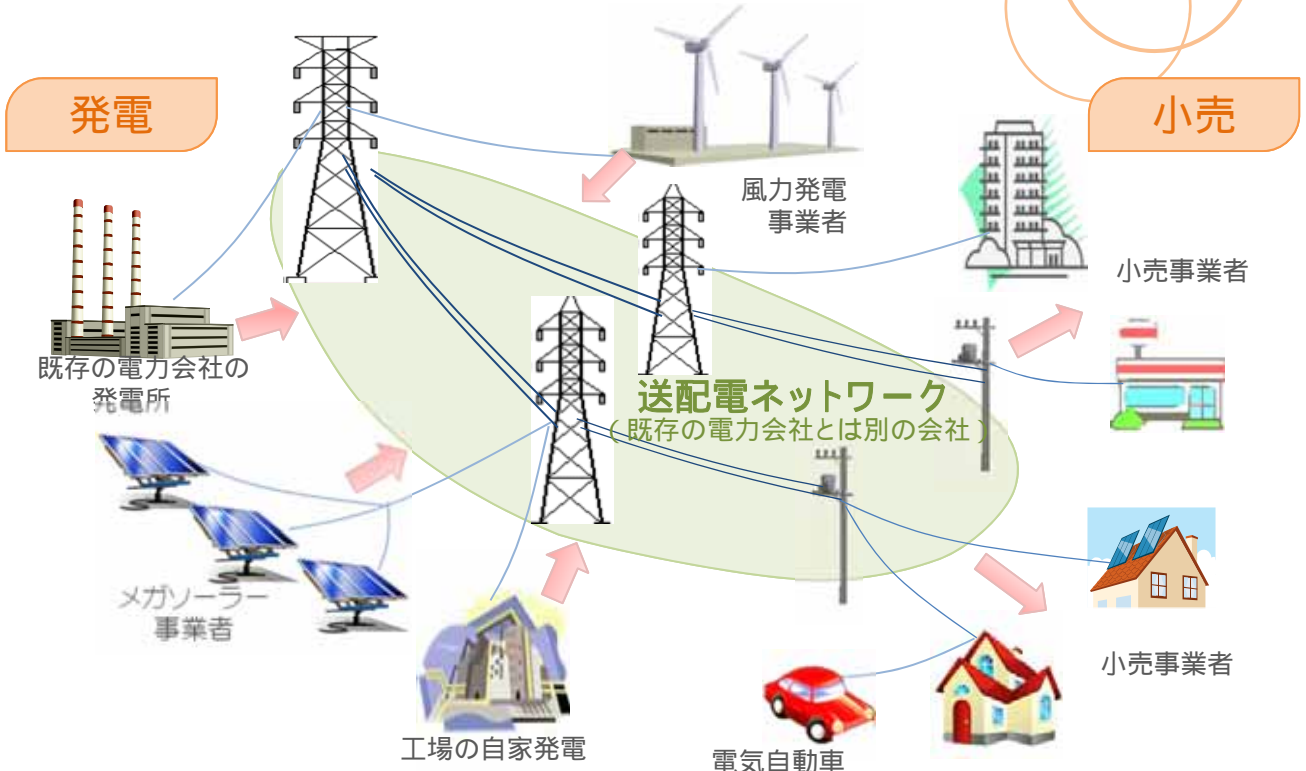 発電
小売
風力発電
事業者
小売事業者
既存の電力会社の
発電所
送配電ネットワーク
(既存の電力会社とは別の会社)
メガソーラー
事業者
小売事業者
工場の自家発電
電気自動車